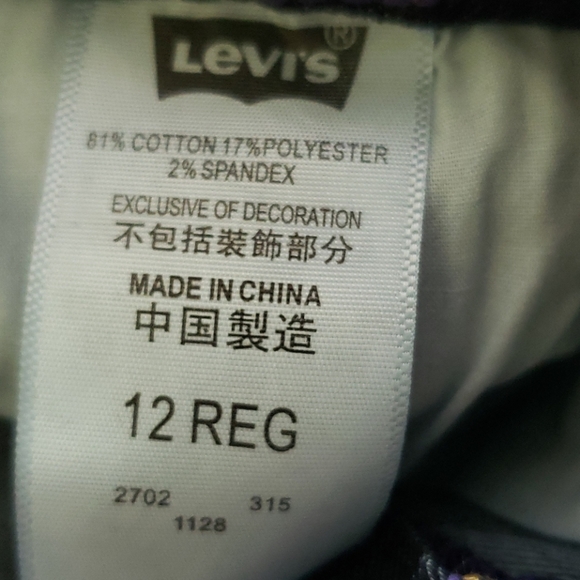 Levi's®
81% COTTON 17%POLYESTER
2% SPANDEX
EXCLUSIVE OF DECORATION
不包括裝飾部分
MADE IN CHINA
中国製造
12 REG
2702 315
1128